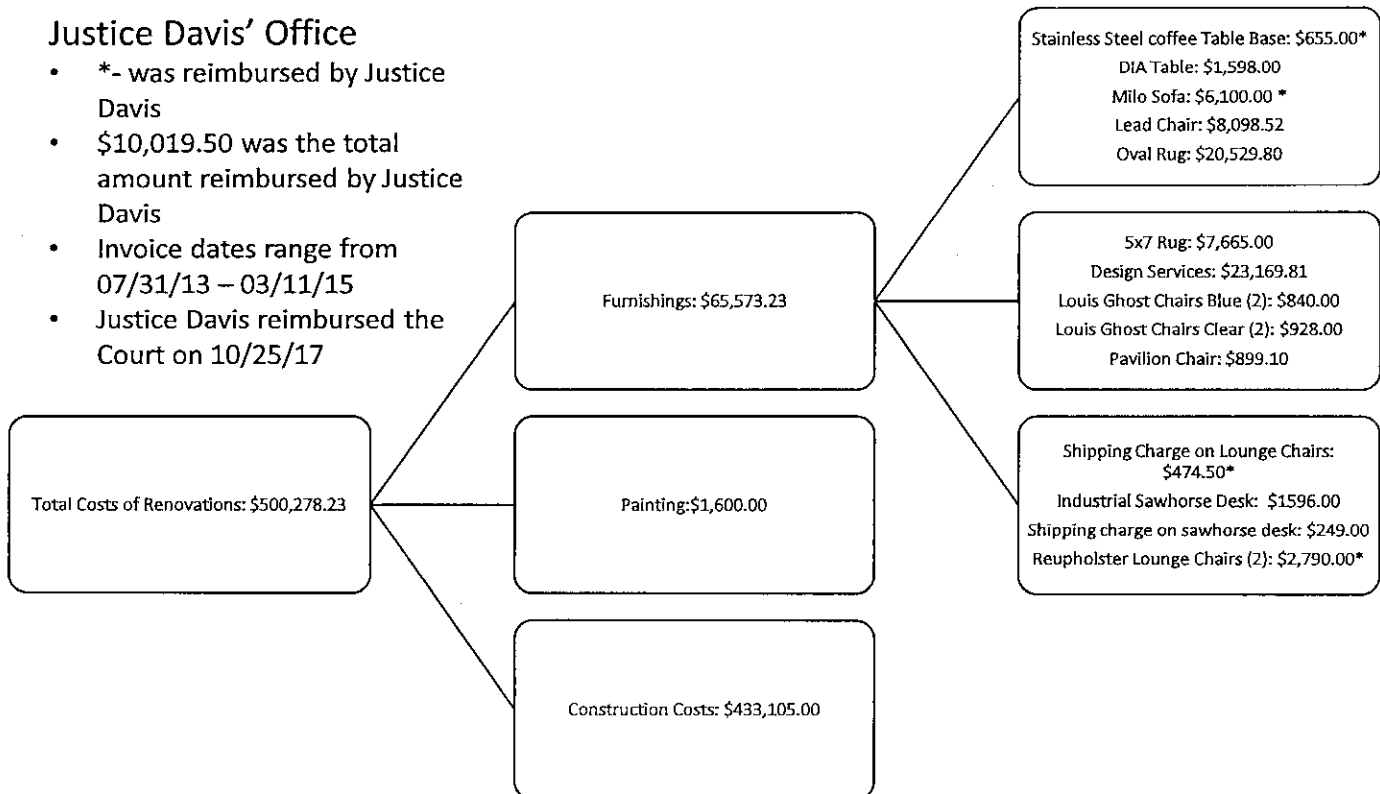 Justice Davis' Office
• *- was reimbursed by Justice
Davis
• $10,019.50 was the total
amount reimbursed by Justice
Davis
• Invoice dates range from
07/31/13 – 03/11/15
• Justice Davis reimbursed the
Court on 10/25/17
Total Costs of Renovations: $500,278.23
Furnishings: $65,573.23
Painting:$1,600.00
Construction Costs: $433,105.00
Stainless Steel coffee Table Base: $655.00*
DIA Table: $1,598.00
Milo Sofa: $6,100.00 *
Lead Chair: $8,098.52
Oval Rug: $20,529.80
5x7 Rug: $7,665.00
Design Services: $23,169.81
Louis Ghost Chairs Blue (2): $840.00
Louis Ghost Chairs Clear (2): $928.00
Pavilion Chair: $899.10
Shipping Charge on Lounge Chairs:
$474.50*
Industrial Sawhorse Desk: $1596.00
Shipping charge on sawhorse desk: $249.00
Reupholster Lounge Chairs (2): $2,790.00*